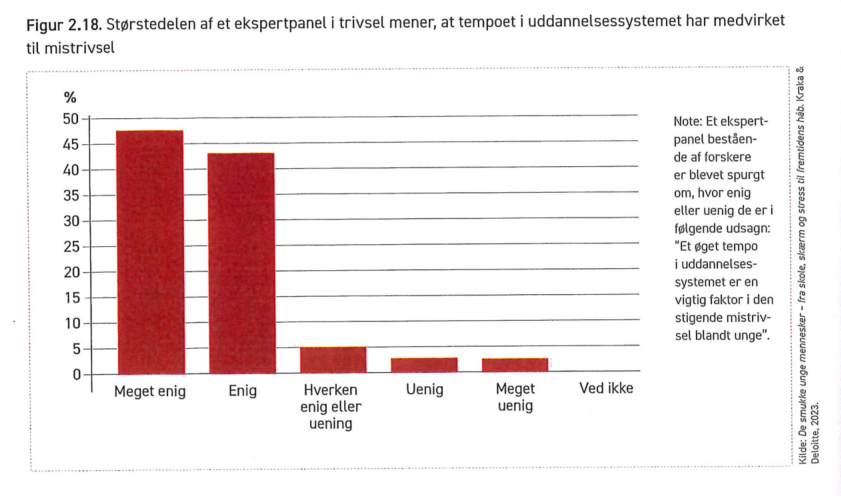 Figur 2.18. Størstedelen af et ekspertpanel i trivsel mener, at tempoet i uddannelsessystemet har medvirket
til mistrivsel
%
50
45
40
35
30
25
20
15
10
5
0
Meget enig
Enig
Hverken
enig eller
uening
Uenig
Meget
uenig
Ved ikke
Note: Et ekspert-
panel beståen-
de af forskere
er blevet spurgt
om, hvor enig
eller uenig de er i
følgende udsagn:
"Et øget tempo
i uddannelses-
systemet er en
vigtig faktor i den
stigende mistriv-
sel blandt unge".
Kilde: De smukke unge mennesker – fra skole, skærm og stress til fremtidens håb. Kraka &
Deloitte, 2023.